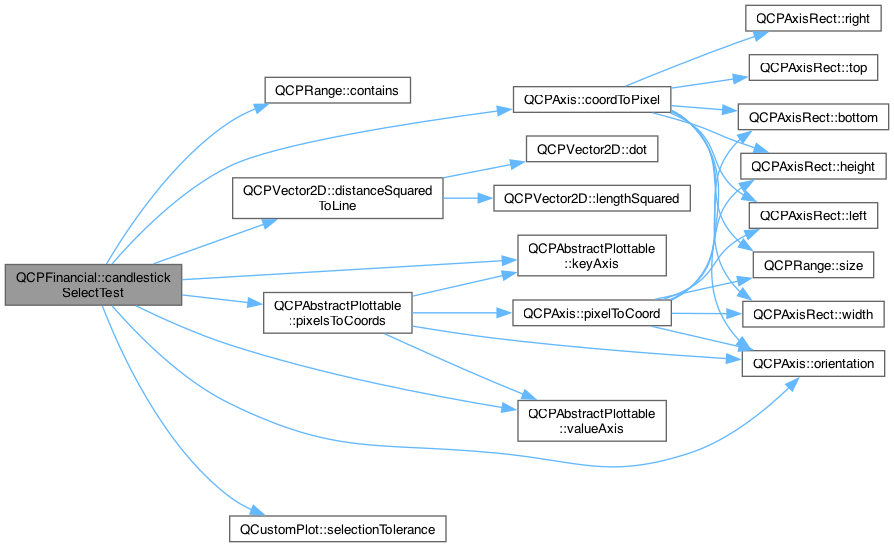 QCPFinancial::candlestick
SelectTest
QCPRange::contains
QCPVector2D::distanceSquared
ToLine
QCPAbstractPlottable
::pixelsToCoords
QCustomPlot::selectionTolerance
QCPAxis::coordToPixel
QCPVector2D::dot
QCPVector2D::lengthSquared
QCPAbstractPlottable
::keyAxis
QCPAxis::pixelToCoord
QCPAbstractPlottable
::valueAxis
QCPAxisRect::right
QCPAxisRect::top
QCPAxisRect::bottom
QCPAxisRect::height
QCPAxisRect::left
QCPRange::size
QCPAxisRect::width
QCPAxis::orientation